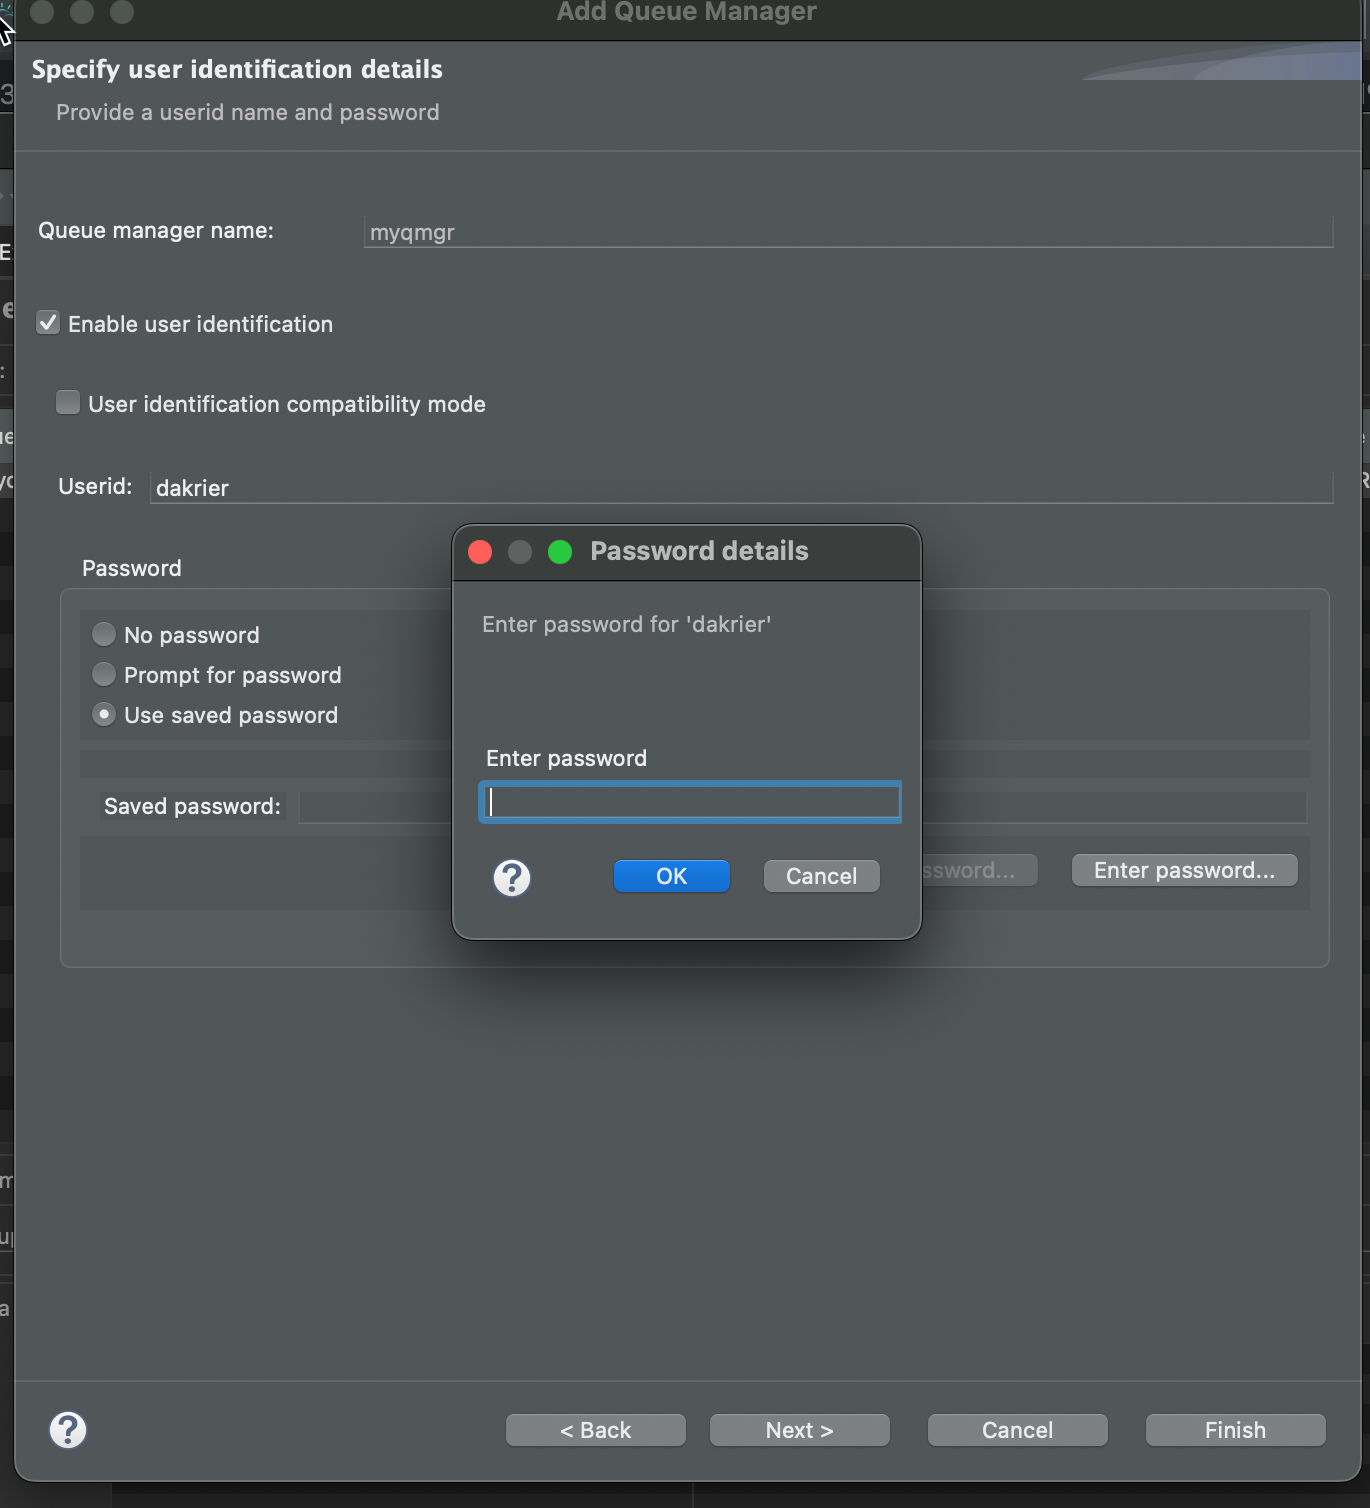 Add Queue Manager
Specify user identification details
Provide a userid name and password
Queue manager name: myqmgr
Enable user identification
User identification compatibility mode
Userid: dakrier
Password
No password
Prompt for password
Use saved password
Saved password:
Enter password...
Password details
Enter password for 'dakrier'
Enter password
OK Cancel
< Back Next > Cancel Finish